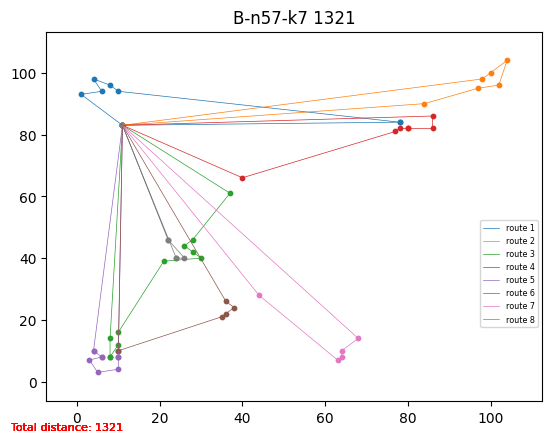 B-n57-k7 1321
100
80
60
40
20
0
0
20
40
60
80
100
route 1
route 2
route 3
route 4
route 5
route 6
route 7
route 8
Total distance: 1321